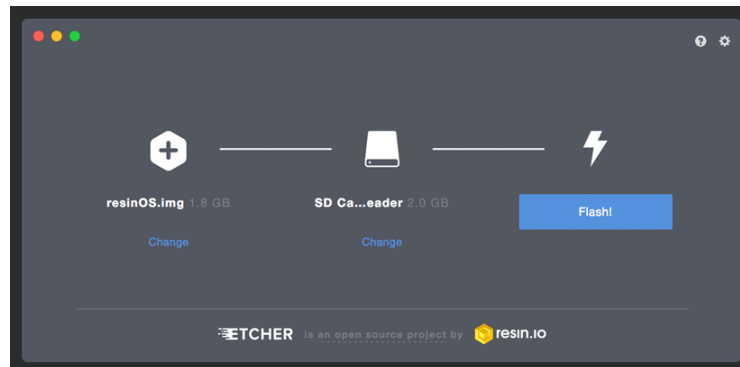 resinOS.img 1.8 GB
SD Ca...eader 2.0 GB
Flash!
Change
Change
ETCHER is an open source project by resin.io